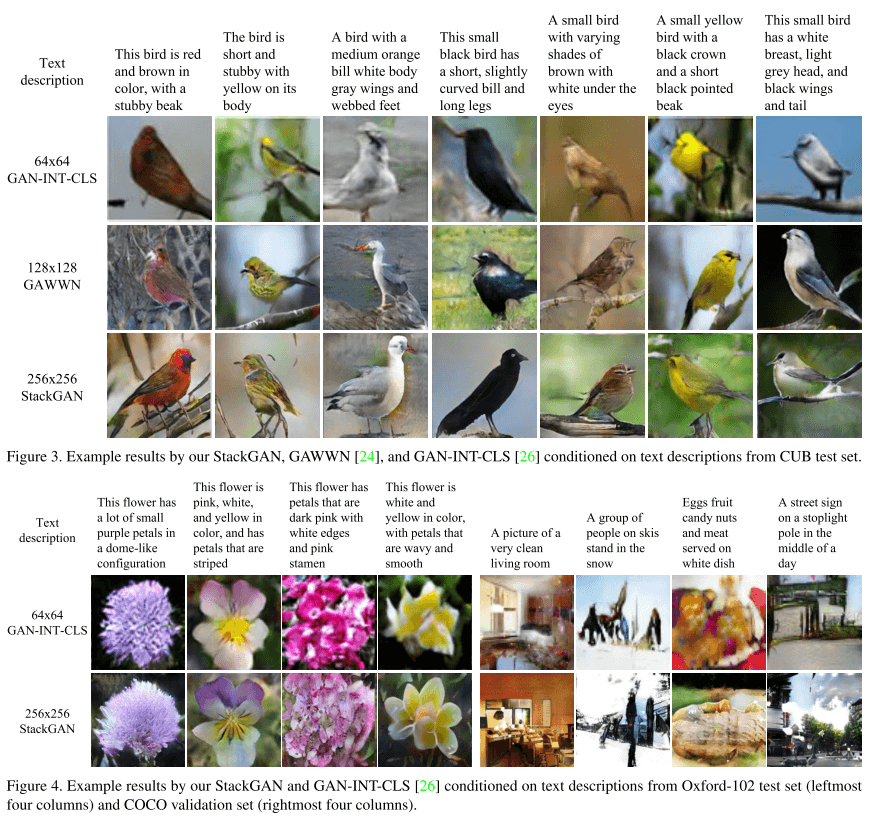 Text
description
This bird is red
and brown in
color, with a
stubby beak
The bird is
short and
stubby with
yellow on its
body
A bird with a
medium orange
bill white body
gray wings and
webbed feet
This small
black bird has
a short, slightly
curved bill and
long legs
A small bird
with varying
shades of
brown with
white under the
eyes
A small yellow
bird with a
black crown
and a short
black pointed
beak
This small bird
has a white
breast, light
grey head, and
black wings
and tail
64x64
GAN-INT-CLS
128x128
GAWWN
256x256
StackGAN
Figure 3. Example results by our StackGAN, GAWWN [24], and GAN-INT-CLS [26] conditioned on text descriptions from CUB test set.
Text
description
This flower has
a lot of small
purple petals in
a dome-like
configuration
This flower is
pink, white,
and yellow in
color, and has
petals that are
striped
This flower has
petals that are
dark pink with
white edges
and pink
stamen
This flower is
white and
yellow in color,
with petals that
are wavy and
smooth
A picture of a
very clean
living room
A group of
people on skis
stand in the
snow
Eggs fruit
candy nuts
and meat
served on
white dish
A street sign
on a stoplight
pole in the
middle of a
day
64x64
GAN-INT-CLS
256x256
StackGAN
Figure 4. Example results by our StackGAN and GAN-INT-CLS [26] conditioned on text descriptions from Oxford-102 test set (leftmost
four columns) and COCO validation set (rightmost four columns).